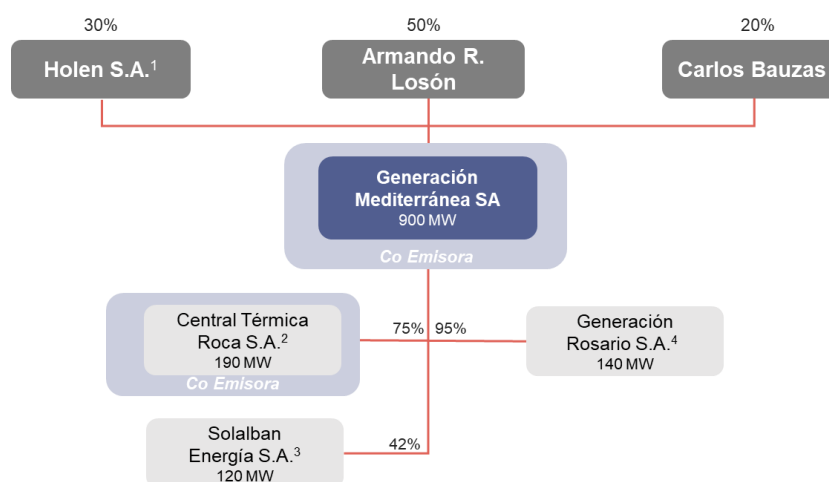 30%
50%
20%
Holen S.A.1
Armando R.
Losón
Carlos Bauzas
Generación
Mediterránea SA
900 MW
Co Emisora
Central Térmica
Roca S.A.2
190 MW
Co Emisora
75%
95%
Generación
Rosario S.A.4
140 MW
Solalban
Energía S.A.3
120 MW
42%